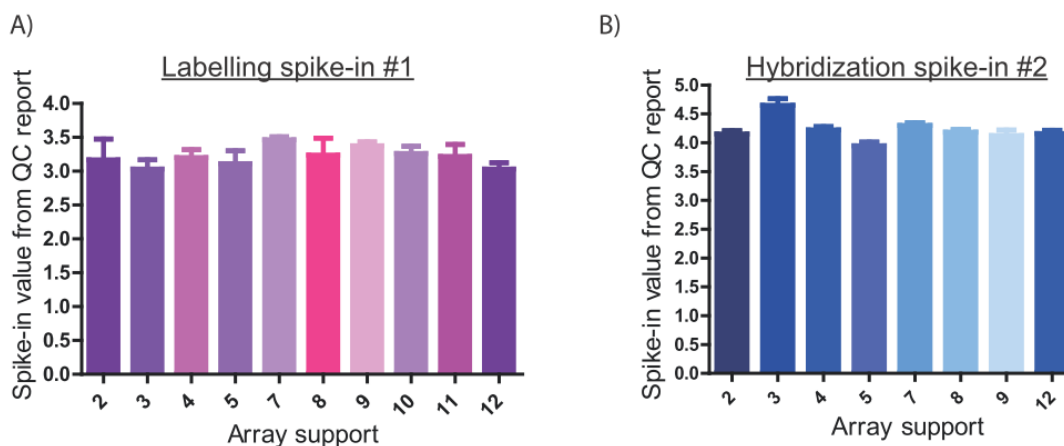 A)
Labelling spike-in #1
Spike-in value from QC report
4.0
3.5
3.0
2.5
2.0
1.5
1.0
0.5
0.0
2 3 4 5 7 8 9 10 11 12
Array support
B)
Hybridization spike-in #2
Spike-in value from QC report
5.0
4.5
4.0
3.5
3.0
2.5
2.0
1.5
1.0
0.5
0.0
2 3 4 5 7 8 9 12
Array support